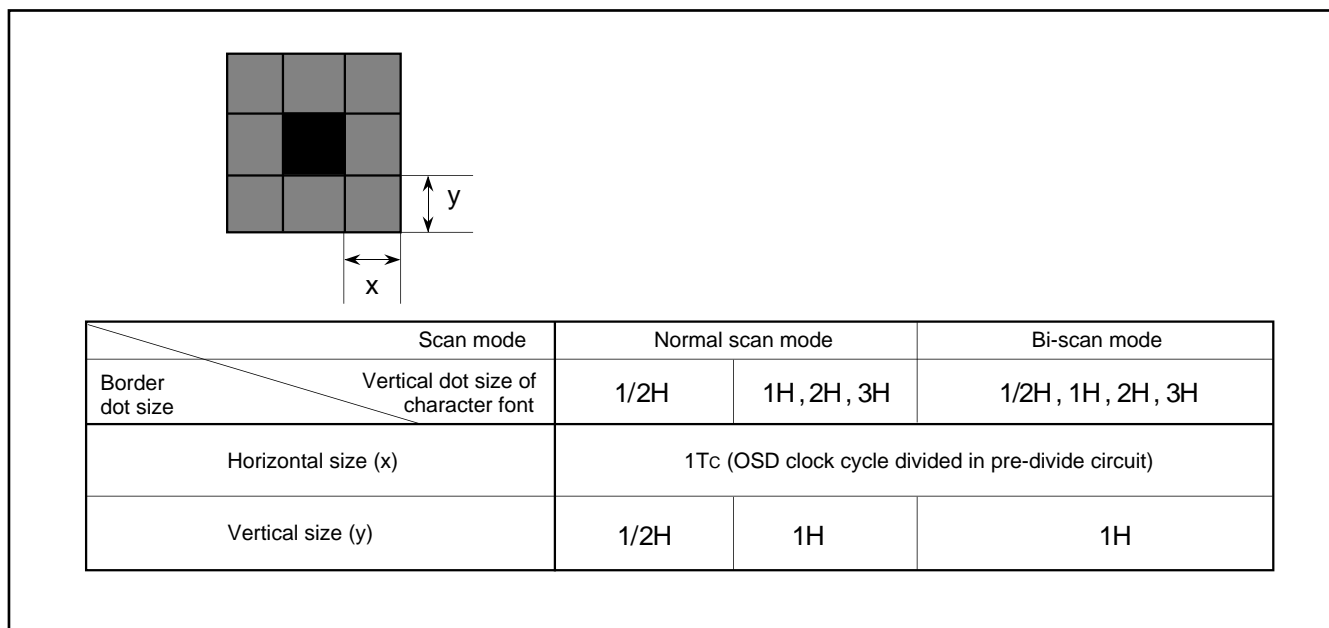 y
x
Scan mode
Normal scan mode
Bi-scan mode
Border
dot size
Vertical dot size of
character font
1/2H
1H , 2H , 3H
1/2H , 1H , 2H , 3H
Horizontal size (x)
1TC (OSD clock cycle divided in pre-divide circuit)
Vertical size (y)
1/2H
1H
1H